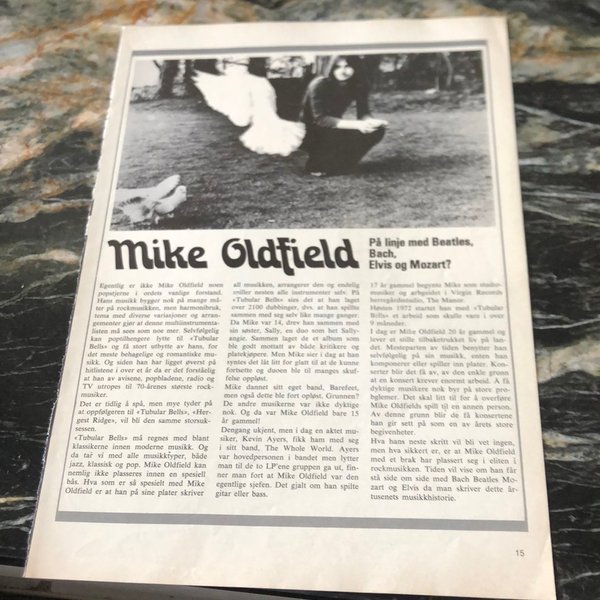 Mike Oldfield
På linje med Beatles,
Bach,
Elvis og Mozart?
Egentlig er ikke Mike Oldfield noen
popstjerne i ordets vanlige forstand.
Hans musikk bygger nok på mange måter
på rockmusikken, men harmonibruk,
tema med diverse variasjoner og arran-
gementer gjør at denne multiinstrumenta-
listen må sees som noe mer. Selvfølgelig
kan poptilhengere lytte til «Tubular
Bells» og få stort utbytte av hans, for
det meste behagelige og romantiske mu-
sikk. Og siden han har ligget øverst på
hitlistene i over et år da er det forståelig
at han av avisene, popbladene, radio og
TV utropes til 70-årenes største rock-
musiker.
Det er tidlig å spå, men mye tyder på
at oppfølgeren til «Tubular Bells», «Her-
gest Ridge», vil bli den samme storsuk-
sessen.
«Tubular Bells» må regnes med blant
klassikerne innen moderne musikk. Og
da tar vi med alle musikktyper, både
jazz, klassisk og pop. Mike Oldfield kan
nemlig ikke plasseres innen en spesiell
bås. Hva som er så spesielt med Mike
Oldfield er at han på sine plater skriver
all musikken, arrangerer den og endelig
spiller nesten alle instrumenter selv. På
«Tubular Bells» sies det at han laget
over 2100 dubbinger, dvs. at han spilte
sammen med seg selv like mange ganger.
Da Mike var 14, drev han sammen med
sin søster, Sally, en duo som het Sally-
angie. Sammen laget de et album som
ble godt mottatt av både kritikere og
platekjøpere. Men Mike sier i dag at han
syntes det låt for glatt til at de kunne
fortsette og duoen ble til manges skuf-
felse oppløst.
Mike dannet sitt eget band, Barefeet,
men også dette ble fort oppløst. Grunnen?
De andre musikerne var ikke dyktige
nok. Og da var Mike Oldfield bare 15
år gammel!
Dengang ukjent, men i dag en aktet mu-
siker, Kevin Ayers, fikk ham med seg
i sitt band, The Whole World. Ayers
var hovedpersonen i bandet men lytter
man til de to LP'ene gruppen ga ut, fin-
ner man fort at Mike Oldfield var den
egentlige sjefen. Det gjalt om han spilte
gitar eller bass.
17 år gammel begynte Mike som studio-
musiker og arbeidet i Virgin Records
herregårdsstudio, The Manor.
Høsten 1972 startet han med «Tubular
Bells» et arbeid som skulle vare i over
9 måneder.
I dag er Mike Oldfield 20 år gammel og
lever et stille tilbaketrukket liv på lan-
det. Mesteparten av tiden benytter han
selvfølgelig på sin musikk, enten han
komponerer eller spiller inn plater. Kon-
serter blir det få av, av den enkle grunn
at en konsert krever enormt arbeid. Å få
dyktige musikere nok byr på store pro-
blemer. Det skal litt til for å overføre
Mike Oldfields spill til en annen person.
Av denne grunn blir de få konsertene
han gir sett på som en av årets store
begivenheter.
Hva hans neste skritt vil bli vet ingen,
men hva sikkert er, er at Mike Oldfield
med et brak har plassert seg i eliten i
rockmusikken. Tiden vil vise om han får
stå side om side med Bach Beatles Mo-
zart og Elvis da man skriver dette år-
tusenets musikkhistorie.
15